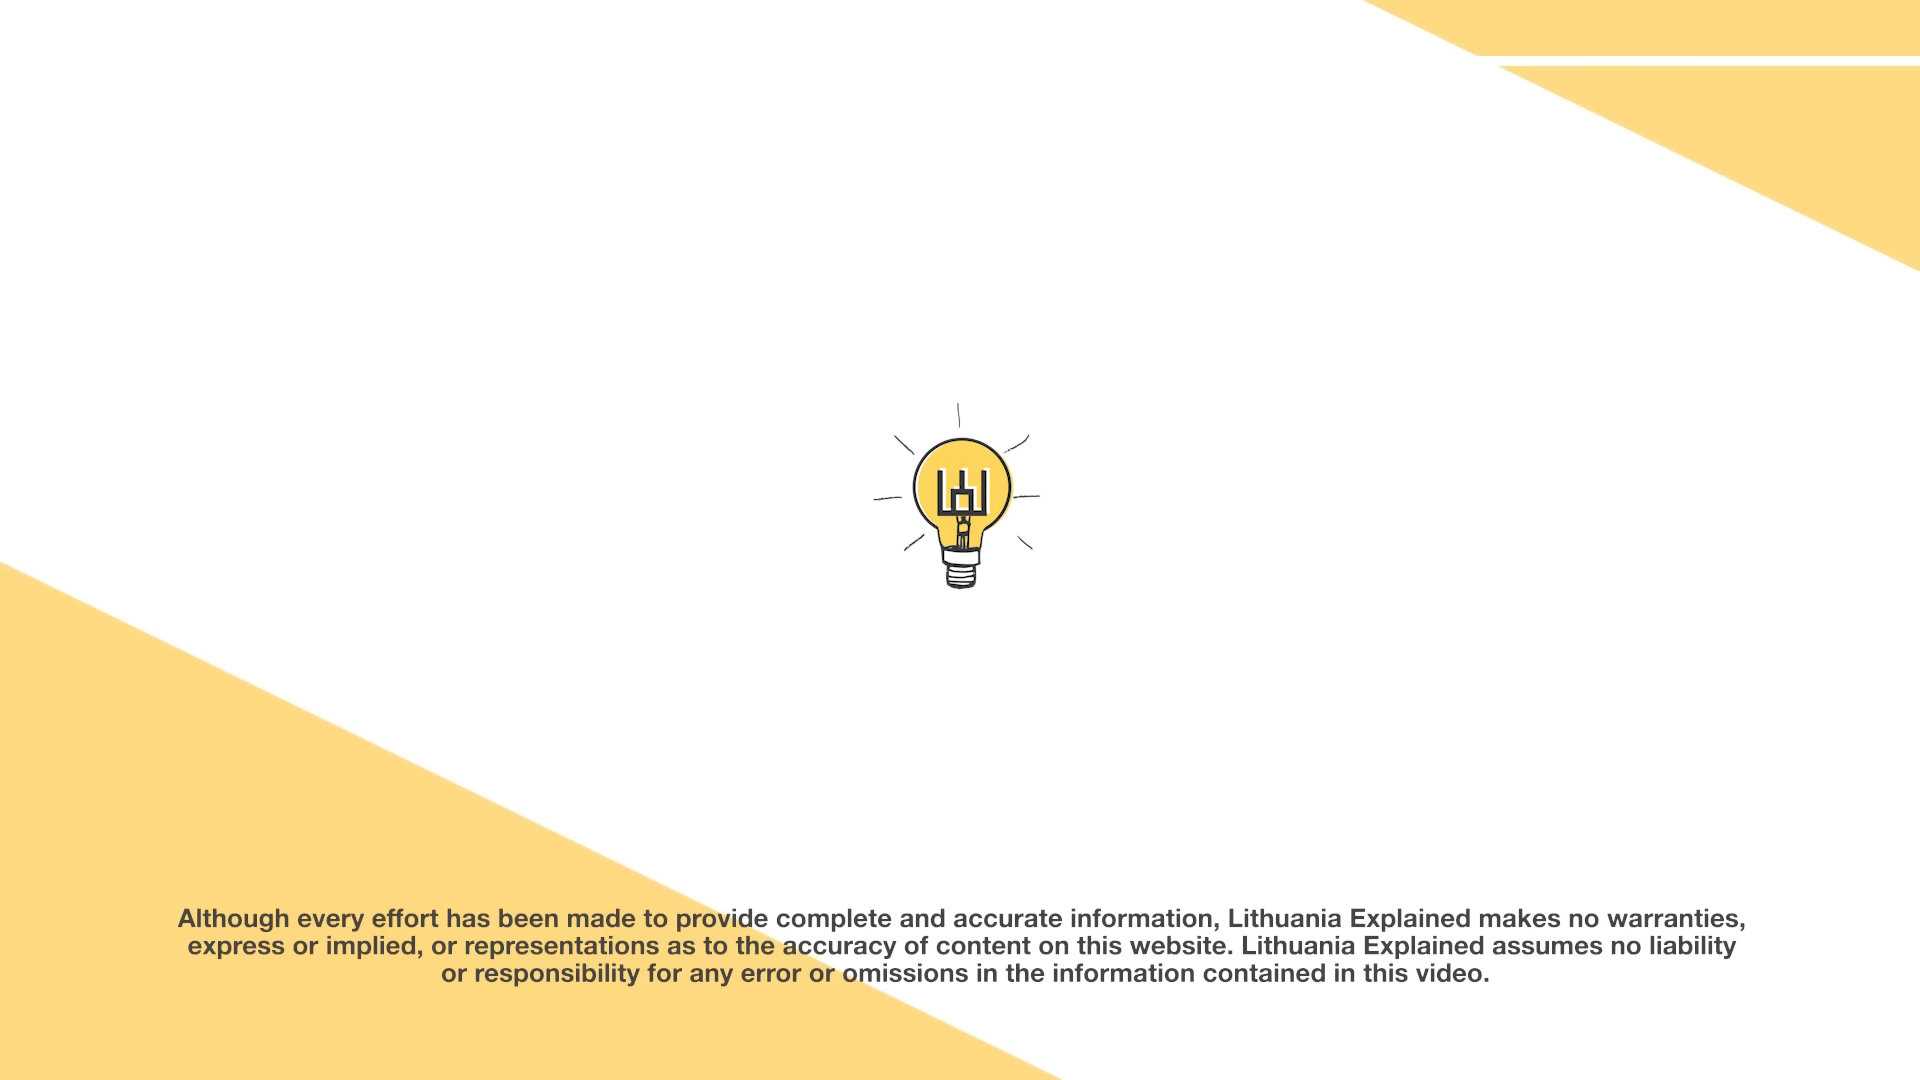 Although every effort has been made to provide complete and accurate information, Lithuania Explained makes no warranties,
express or implied, or representations as to the accuracy of content on this website. Lithuania Explained assumes no liability
or responsibility for any error or omissions in the information contained in this video.